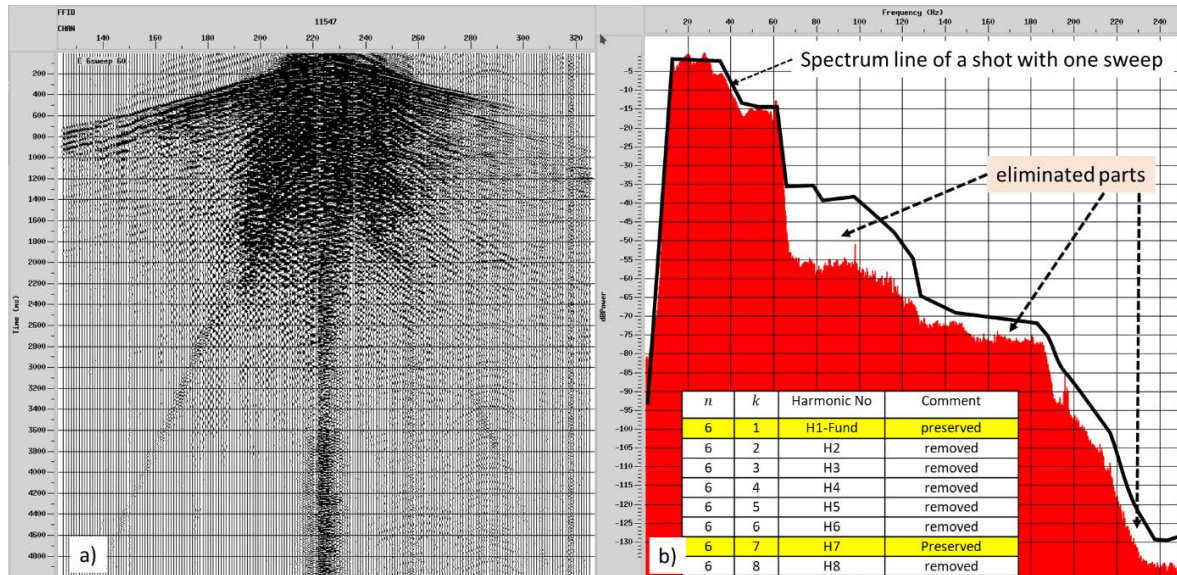 FFID
11547
CHAN
140 160 180 200 220 240 260 280 300 320
E 6sweep 60
200
400
600
800
1000
1200
1400
1600
1800
2000
2200
2400
2600
2800
3000
3200
3400
3600
3800
4000
4200
4400
4600
4800
Time (ms)
a)
Frequency (Hz)
20 40 60 80 100 120 140 160 180 200 220 240
Spectrum line of a shot with one sweep
eliminated parts
-5
-15
-25
-35
-45
-50
-55
-60
-65
-70
-75
-80
-85
-90
-95
-100
-105
-110
-115
-120
-125
-130
dBPower
n k Harmonic No Comment
6 1 H1-Fund preserved
6 2 H2 removed
6 3 H3 removed
6 4 H4 removed
6 5 H5 removed
6 6 H6 removed
6 7 H7 Preserved
6 8 H8 removed
b)